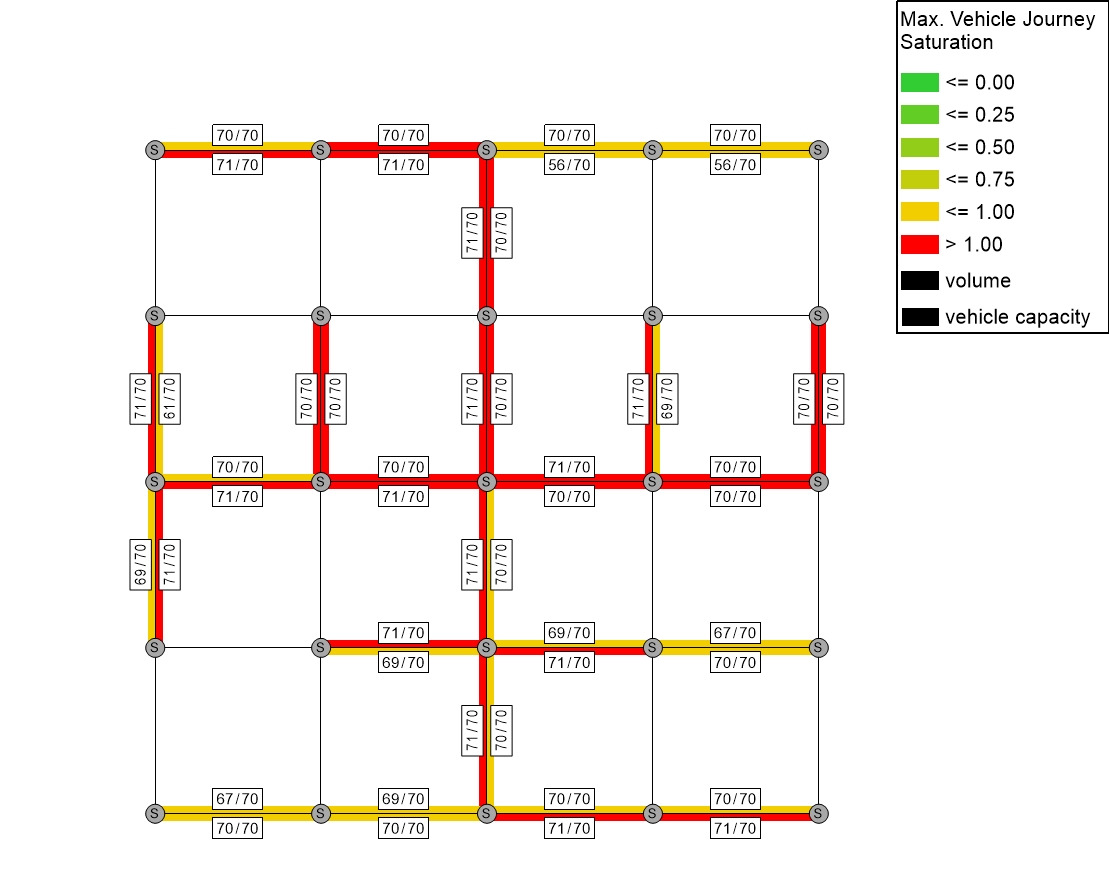 Max. Vehicle Journey
Saturation
<= 0.00
<= 0.25
<= 0.50
<= 0.75
<= 1.00
> 1.00
volume
vehicle capacity
70/70 70/70 70/70 70/70
S S S S S
71/70 71/70 56/70 56/70
71/70 70/70
S S S S S
71/70 61/70 70/70 70/70 71/70 70/70 71/70 69/70 70/70 70/70
70/70 70/70 71/70 70/70
S S S S S
71/70 71/70 70/70 70/70
69/70 71/70 71/70 70/70
71/70 69/70 67/70
S S S S S
69/70 71/70 70/70
71/70 70/70
67/70 69/70 70/70 70/70
S S S S S
70/70 70/70 71/70 71/70